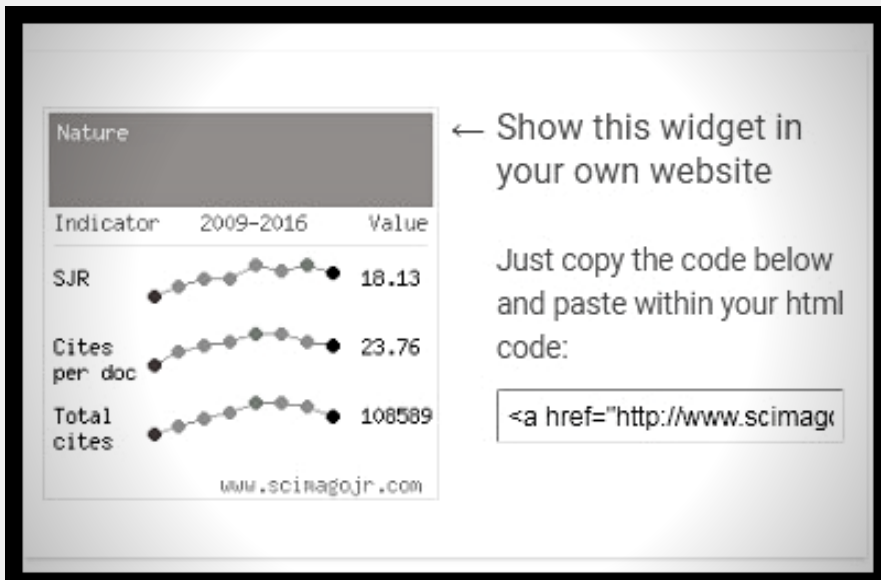 Nature
Indicator 2009-2016 Value
SJR 18.13
Cites per doc 23.76
Total cites 108589
www.scimagojr.com
← Show this widget in
your own website
Just copy the code below
and paste within your html
code:
<a href="http://www.scimag